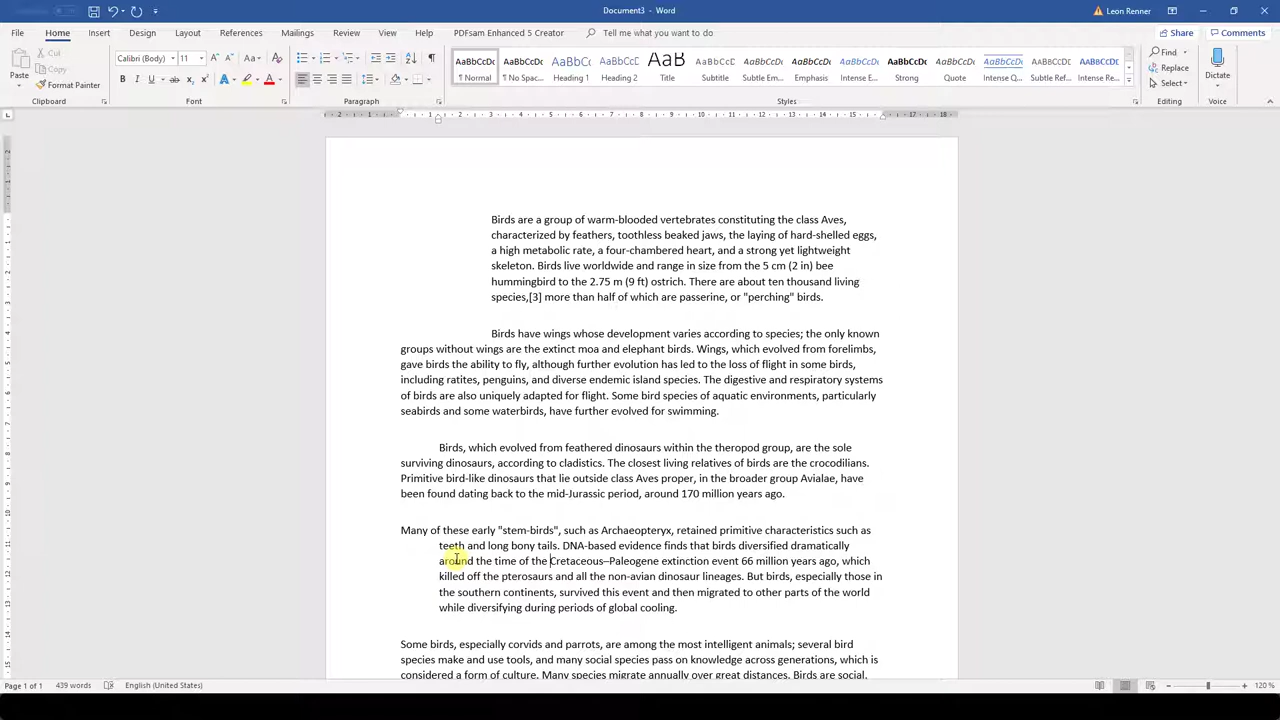 Document3 - Word
Leon Renner
File Home Insert Design Layout References Mailings Review View Help PDFsam Enhanced 5 Creator Tell me what you want to do
Share Comments
Paste
Cut
Copy
Format Painter
Clipboard
Calibri (Body) 11
Font
Paragraph
AaBbCcDc AaBbCcDc AaBbC AaBbCcC AaB AaBbCcD AaBbCcDc AaBbCcDc AaBbCcDc AaBbCcDc AaBbCcDc AaBbCcDc AaBbCcDc AaBbCcDc
¶ Normal ¶ No Spac... Heading 1 Heading 2 Title Subtitle Subtle Em... Emphasis Intense E... Strong Quote Intense Q... Subtle Ref... Intense Re...
Styles
Find
Replace
Select
Editing
Dictate
Voice
Birds are a group of warm-blooded vertebrates constituting the class Aves,
characterized by feathers, toothless beaked jaws, the laying of hard-shelled eggs,
a high metabolic rate, a four-chambered heart, and a strong yet lightweight
skeleton. Birds live worldwide and range in size from the 5 cm (2 in) bee
hummingbird to the 2.75 m (9 ft) ostrich. There are about ten thousand living
species,[3] more than half of which are passerine, or "perching" birds.
Birds have wings whose development varies according to species; the only known
groups without wings are the extinct moa and elephant birds. Wings, which evolved from forelimbs,
gave birds the ability to fly, although further evolution has led to the loss of flight in some birds,
including ratites, penguins, and diverse endemic island species. The digestive and respiratory systems
of birds are also uniquely adapted for flight. Some bird species of aquatic environments, particularly
seabirds and some waterbirds, have further evolved for swimming.
Birds, which evolved from feathered dinosaurs within the theropod group, are the sole
surviving dinosaurs, according to cladistics. The closest living relatives of birds are the crocodilians.
Primitive bird-like dinosaurs that lie outside class Aves proper, in the broader group Avialae, have
been found dating back to the mid-Jurassic period, around 170 million years ago.
Many of these early "stem-birds", such as Archaeopteryx, retained primitive characteristics such as
teeth and long bony tails. DNA-based evidence finds that birds diversified dramatically
around the time of the Cretaceous–Paleogene extinction event 66 million years ago, which
killed off the pterosaurs and all the non-avian dinosaur lineages. But birds, especially those in
the southern continents, survived this event and then migrated to other parts of the world
while diversifying during periods of global cooling.
Some birds, especially corvids and parrots, are among the most intelligent animals; several bird
species make and use tools, and many social species pass on knowledge across generations, which is
considered a form of culture. Many species migrate annually over great distances. Birds are social,
Page 1 of 1 439 words English (United States) 120 %